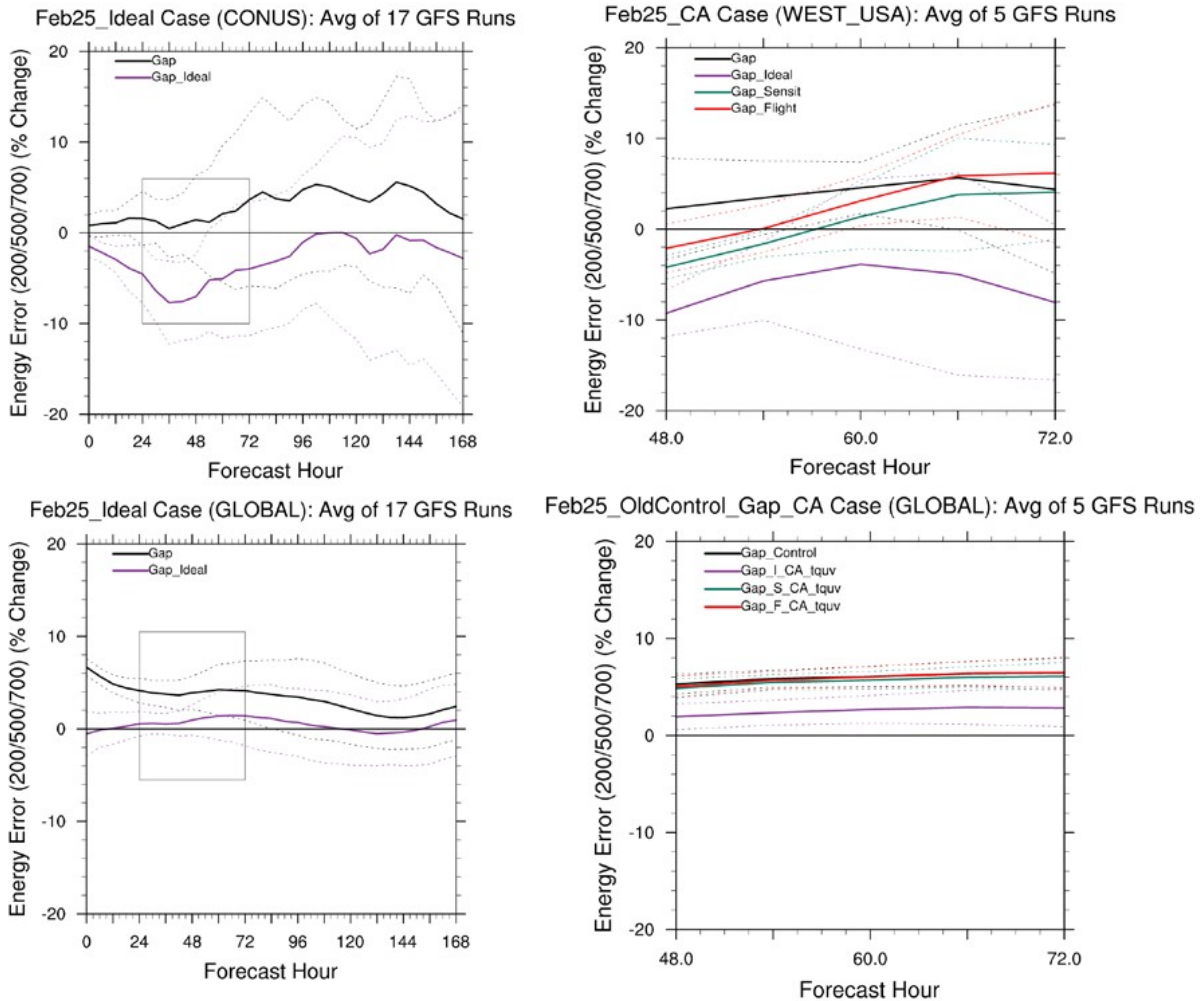 Feb25_Ideal Case (CONUS): Avg of 17 GFS Runs
Energy Error (200/500/700) (% Change)
20
10
0
-10
-20
Gap
Gap_Ideal
0 24 48 72 96 120 144 168
Forecast Hour
Feb25_CA Case (WEST_USA): Avg of 5 GFS Runs
Energy Error (200/500/700) (% Change)
20
10
0
-10
-20
Gap
Gap_Ideal
Gap_Sensit
Gap_Flight
48.0 60.0 72.0
Forecast Hour
Feb25_Ideal Case (GLOBAL): Avg of 17 GFS Runs
Energy Error (200/500/700) (% Change)
20
10
0
-10
-20
Gap
Gap_Ideal
0 24 48 72 96 120 144 168
Forecast Hour
Feb25_OldControl_Gap_CA Case (GLOBAL): Avg of 5 GFS Runs
Energy Error (200/500/700) (% Change)
20
10
0
-10
-20
Gap_Control
Gap_I_CA_tquv
Gap_S_CA_tquv
Gap_F_CA_tquv
48.0 60.0 72.0
Forecast Hour